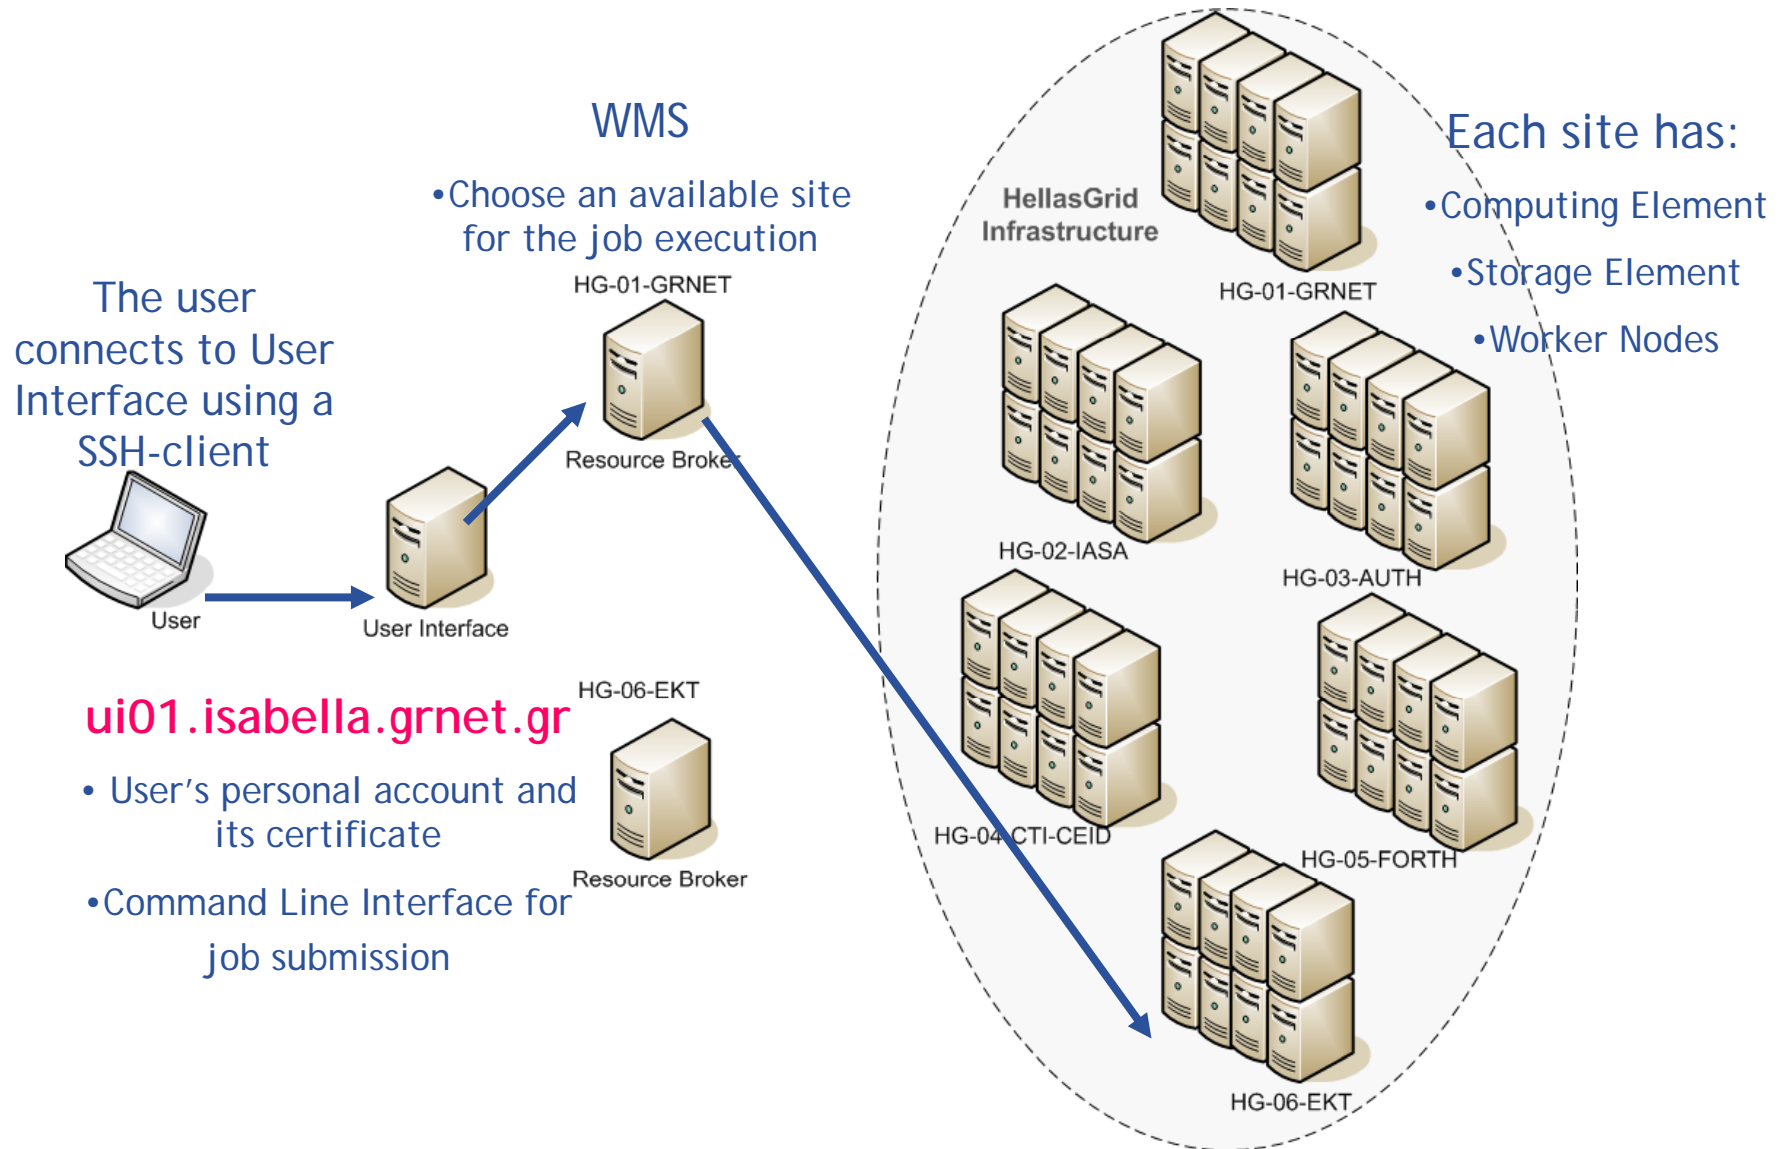 WMS
•Choose an available site
for the job execution
HG-01-GRNET
Resource Broker
The user
connects to User
Interface using a
SSH-client
User
User Interface
ui01.isabella.grnet.gr
• User's personal account and
its certificate
•Command Line Interface for
job submission
HG-06-EKT
Resource Broker
HellasGrid
Infrastructure
HG-01-GRNET
HG-02-IASA
HG-03-AUTH
HG-04-CTI-CEID
HG-05-FORTH
HG-06-EKT
Each site has:
•Computing Element
•Storage Element
•Worker Nodes